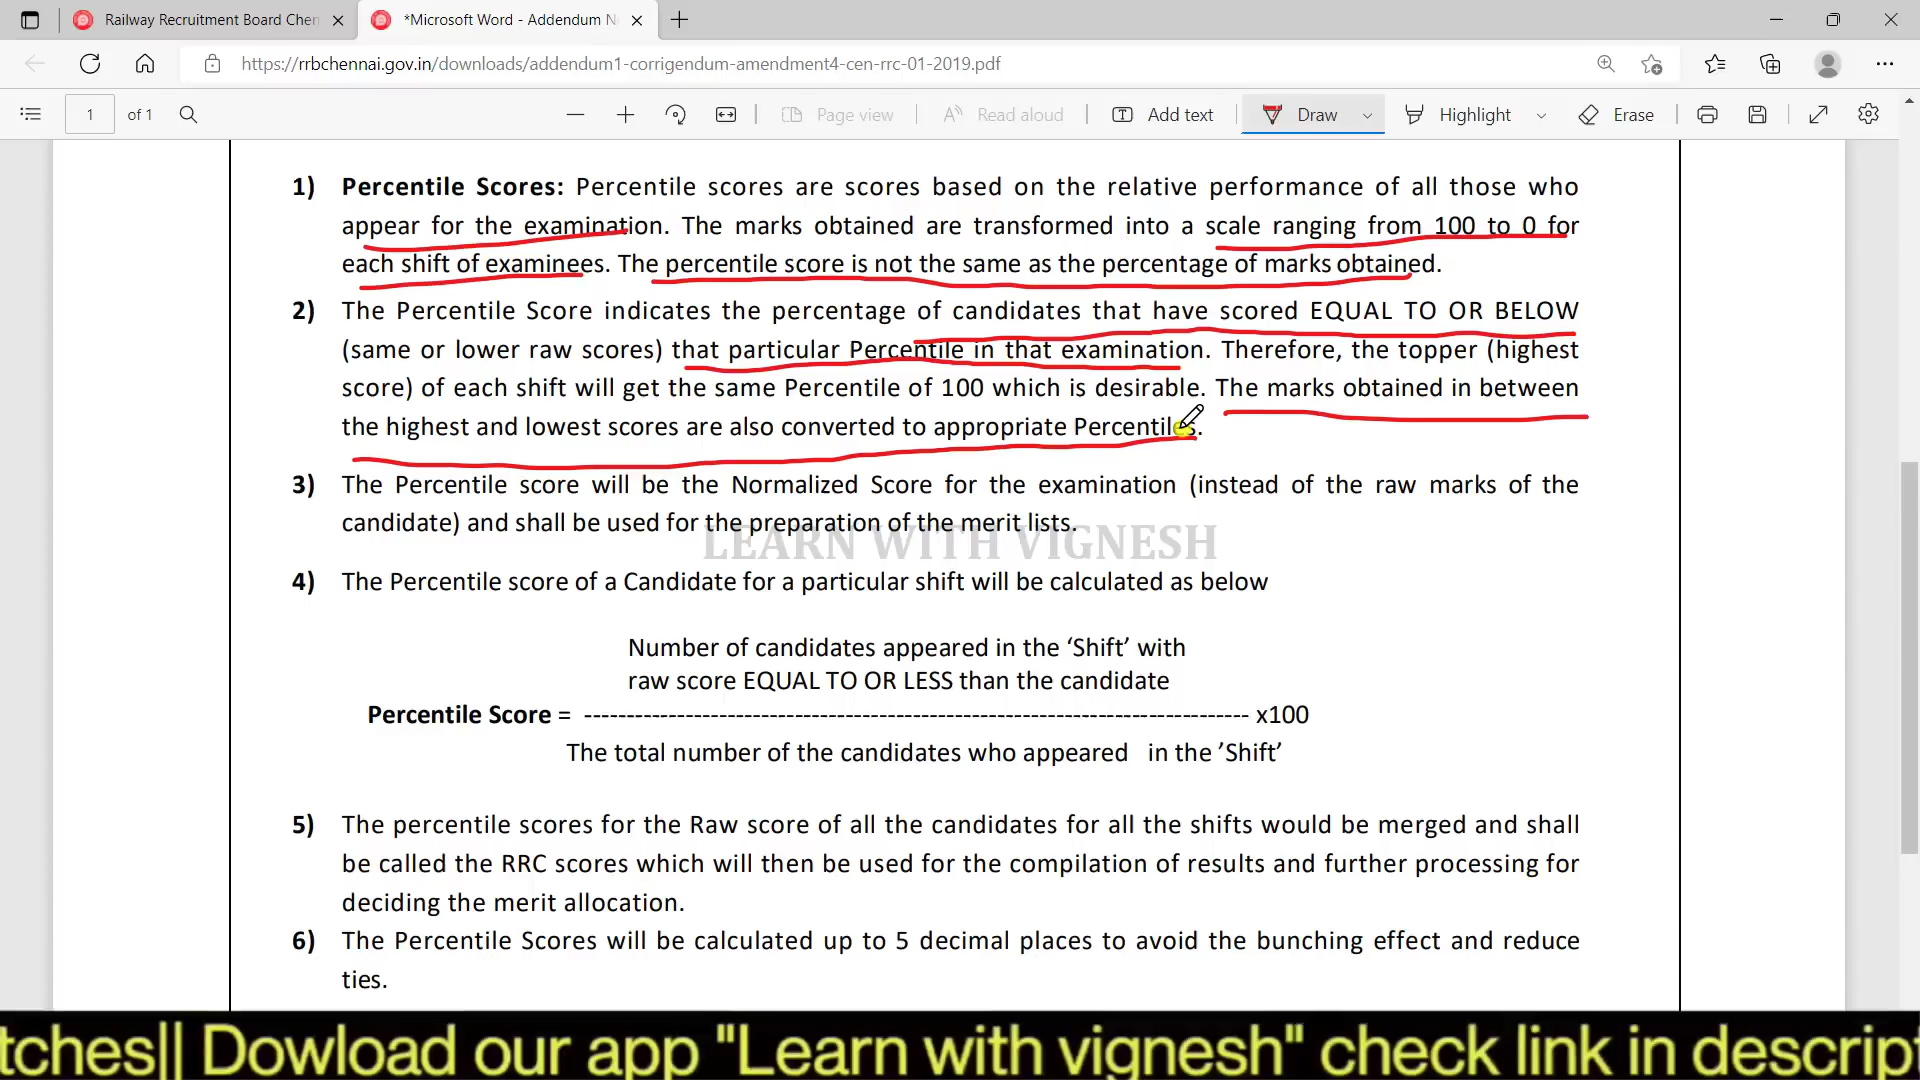 Railway Recruitment Board Chen
*Microsoft Word - Addendum N
https://rrbchennai.gov.in/downloads/addendum1-corrigendum-amendment4-cen-rrc-01-2019.pdf
1 of 1 Page view Read aloud Add text Draw Highlight Erase
1) Percentile Scores: Percentile scores are scores based on the relative performance of all those who
appear for the examination. The marks obtained are transformed into a scale ranging from 100 to 0 for
each shift of examinees. The percentile score is not the same as the percentage of marks obtained.
2) The Percentile Score indicates the percentage of candidates that have scored EQUAL TO OR BELOW
(same or lower raw scores) that particular Percentile in that examination. Therefore, the topper (highest
score) of each shift will get the same Percentile of 100 which is desirable. The marks obtained in between
the highest and lowest scores are also converted to appropriate Percentiles.
3) The Percentile score will be the Normalized Score for the examination (instead of the raw marks of the
candidate) and shall be used for the preparation of the merit lists.
LEARN WITH VIGNESH
4) The Percentile score of a Candidate for a particular shift will be calculated as below
Number of candidates appeared in the ‘Shift’ with
raw score EQUAL TO OR LESS than the candidate
Percentile Score = ------------------------------------------------------------------------------ x100
The total number of the candidates who appeared in the ’Shift’
5) The percentile scores for the Raw score of all the candidates for all the shifts would be merged and shall
be called the RRC scores which will then be used for the compilation of results and further processing for
deciding the merit allocation.
6) The Percentile Scores will be calculated up to 5 decimal places to avoid the bunching effect and reduce
ties.
tches|| Dowload our app "Learn with vignesh" check link in descript